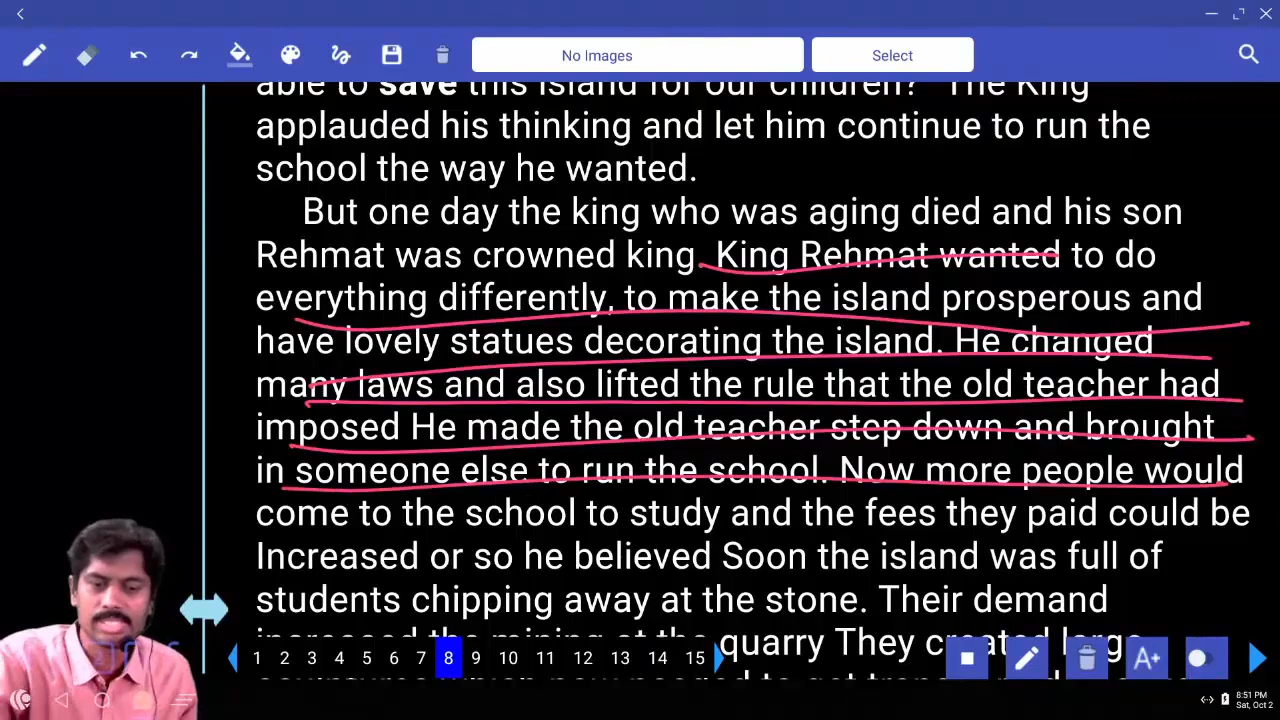 No Images
Select
able to save this island for our children?" The King
applauded his thinking and let him continue to run the
school the way he wanted.
But one day the king who was aging died and his son
Rehmat was crowned king. King Rehmat wanted to do
everything differently, to make the island prosperous and
have lovely statues decorating the island. He changed
many laws and also lifted the rule that the old teacher had
imposed He made the old teacher step down and brought
in someone else to run the school. Now more people would
come to the school to study and the fees they paid could be
Increased or so he believed Soon the island was full of
students chipping away at the stone. Their demand
increased the mining at the quarry They created large
1 2 3 4 5 6 7 8 9 10 11 12 13 14 15
A+
8:51 PM
Sat, Oct 2